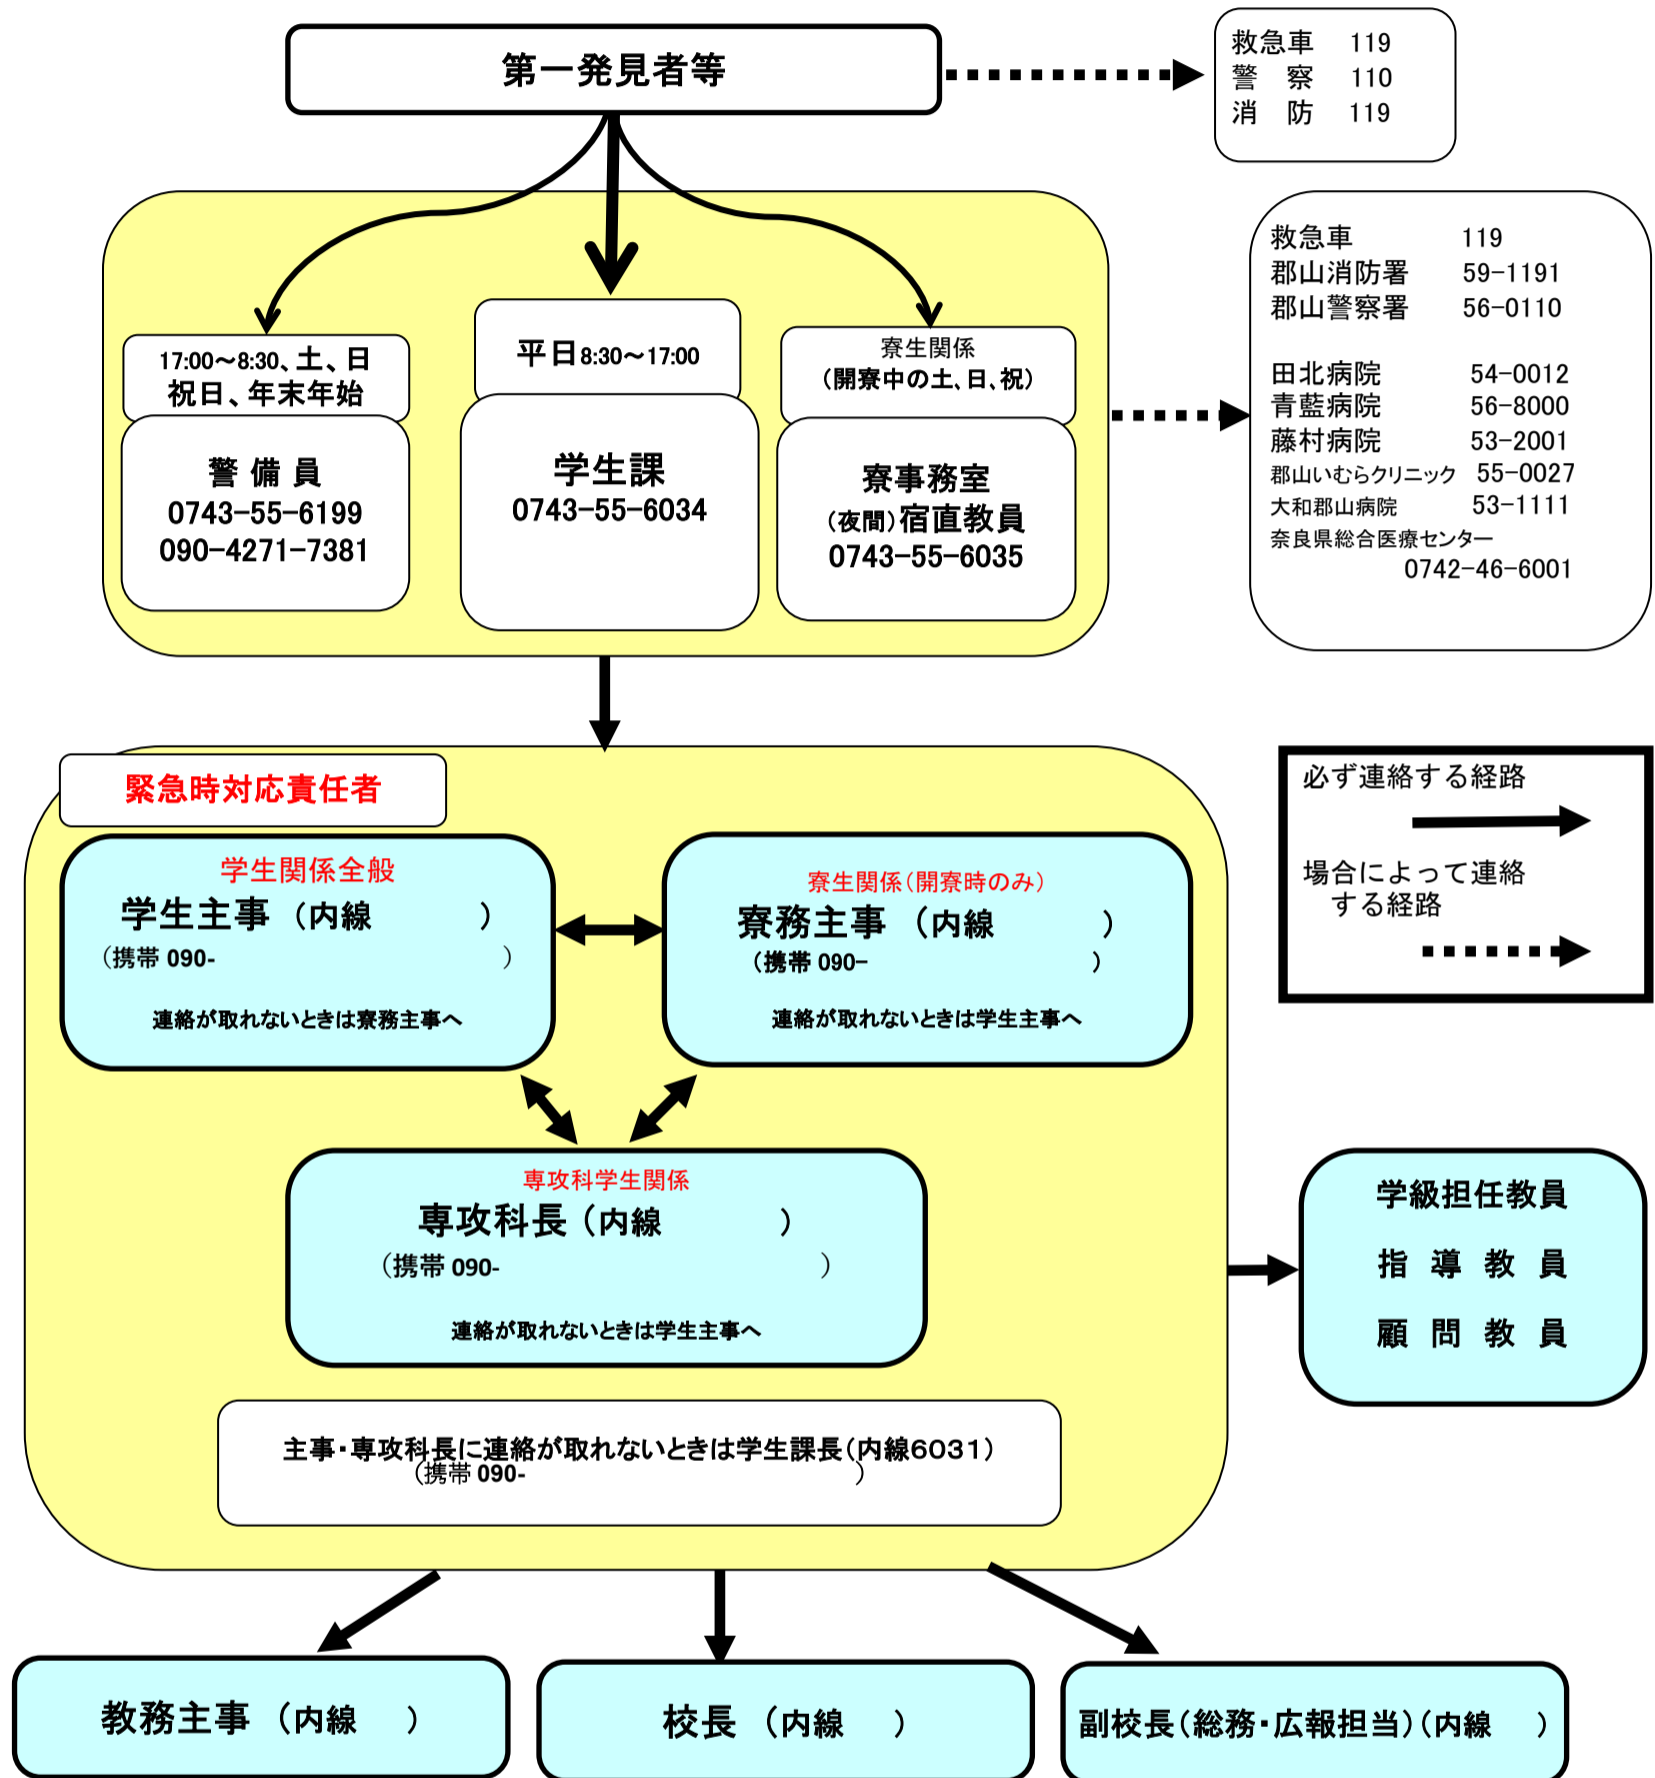 第一発見者等
救急車 119
警 察 110
消 防 119
17:00～8:30、土、日
祝日、年末年始
警 備 員
0743-55-6199
090-4271-7381
平日8:30～17:00
学生課
0743-55-6034
寮生関係
（開寮中の土、日、祝）
寮事務室
（夜間）宿直教員
0743-55-6035
救急車 119
郡山消防署 59-1191
郡山警察署 56-0110
田北病院 54-0012
青藍病院 56-8000
藤村病院 53-2001
郡山いむらクリニック 55-0027
大和郡山病院 53-1111
奈良県総合医療センター
0742-46-6001
緊急時対応責任者
学生関係全般
学生主事 （内線 ）
（携帯 090- ）
連絡が取れないときは寮務主事へ
寮生関係（開寮時のみ）
寮務主事 （内線 ）
（携帯 090- ）
連絡が取れないときは学生主事へ
必ず連絡する経路
場合によって連絡
する経路
専攻科学生関係
専攻科長（内線 ）
（携帯 090- ）
連絡が取れないときは学生主事へ
学級担任教員
指 導 教 員
顧 問 教 員
主事・専攻科長に連絡が取れないときは学生課長（内線6031）
（携帯 090- ）
教務主事 （内線 ）
校長 （内線 ）
副校長（総務・広報担当）（内線 ）